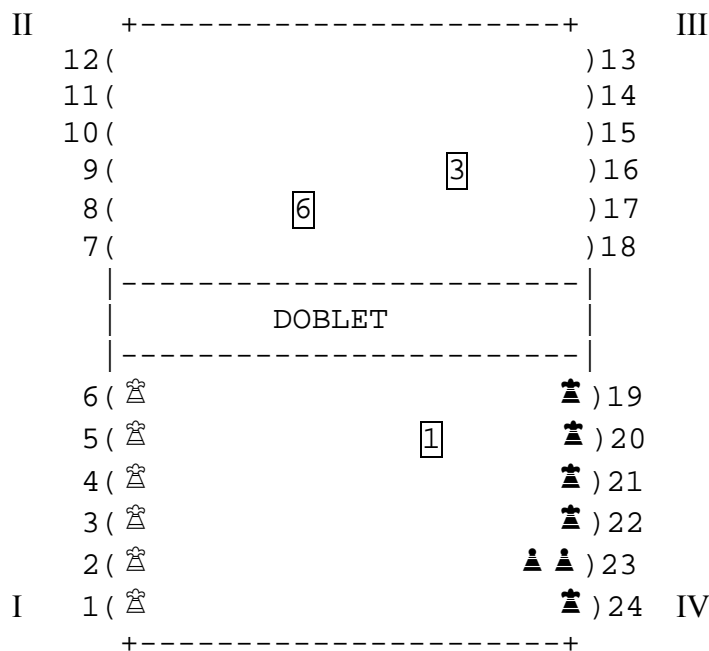 II +-----------------------+ III
12( )13
11( )14
10( )15
9( 3 )16
8( 6 )17
7( )18
|------------------------|
| DOBLET |
|------------------------|
6( )19
5( 1 )20
4( )21
3( )22
2( )23
I 1( )24 IV
+-----------------------+